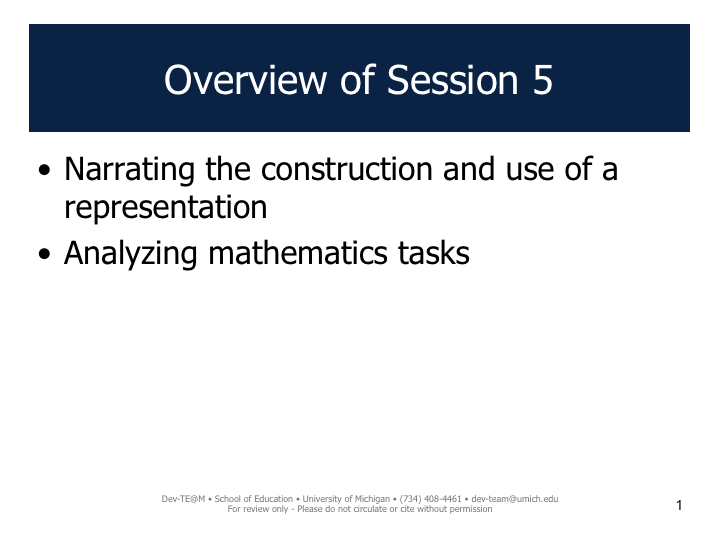 Overview of Session 5
• Narrating the construction and use of a
representation
• Analyzing mathematics tasks
Dev-TE@M • School of Education • University of Michigan • (734) 408-4461 • dev-team@umich.edu
For review only - Please do not circulate or cite without permission
1